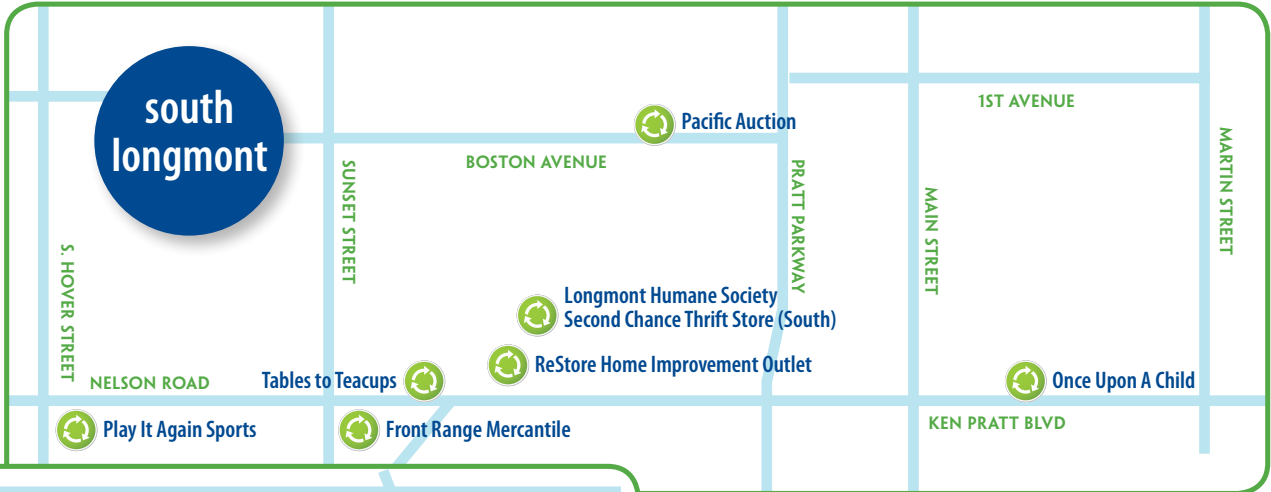 south
longmont
1ST AVENUE
Pacific Auction
BOSTON AVENUE
SUNSET STREET
PRATT PARKWAY
MAIN STREET
MARTIN STREET
S. HOVER STREET
Longmont Humane Society
Second Chance Thrift Store (South)
ReStore Home Improvement Outlet
NELSON ROAD
Tables to Teacups
Once Upon A Child
Play It Again Sports
Front Range Mercantile
KEN PRATT BLVD